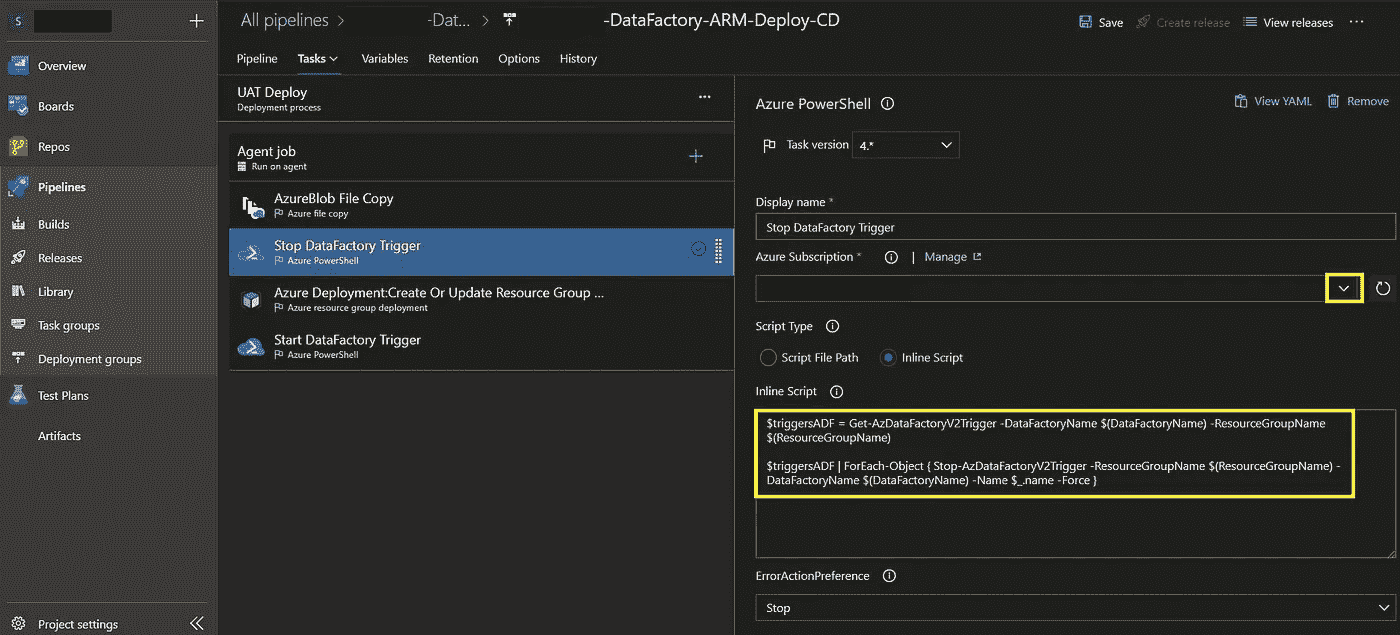 S
All pipelines
-Dat...
-DataFactory-ARM-Deploy-CD
Save
Create release
View releases
...
Overview
Boards
Repos
Pipelines
Builds
Releases
Library
Task groups
Deployment groups
Test Plans
Artifacts
Project settings
Pipeline
Tasks
Variables
Retention
Options
History
UAT Deploy
Deployment process
Agent job
Run on agent
AzureBlob File Copy
Azure file copy
Stop DataFactory Trigger
Azure PowerShell
Azure Deployment:Create Or Update Resource Group ...
Azure resource group deployment
Start DataFactory Trigger
Azure PowerShell
Azure PowerShell
View YAML
Remove
Task version
4.*
Display name *
Stop DataFactory Trigger
Azure Subscription *
|
Manage
Script Type
Script File Path
Inline Script
Inline Script
$triggersADF = Get-AzDataFactoryV2Trigger -DataFactoryName $(DataFactoryName) -ResourceGroupName
$(ResourceGroupName)
$triggersADF | ForEach-Object { Stop-AzDataFactoryV2Trigger -ResourceGroupName $(ResourceGroupName) -
DataFactoryName $(DataFactoryName) -Name $_.name -Force }
ErrorActionPreference
Stop